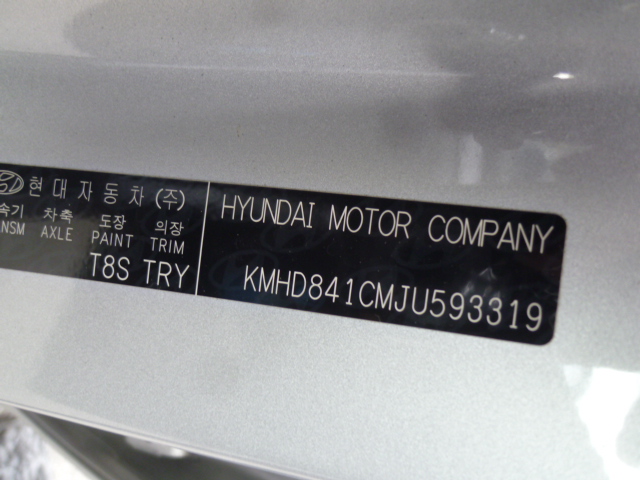 현대자동차(주)
속기 차축 도장 의장
NSM AXLE PAINT TRIM
T8S TRY
HYUNDAI MOTOR COMPANY
KMHD841CMJU593319